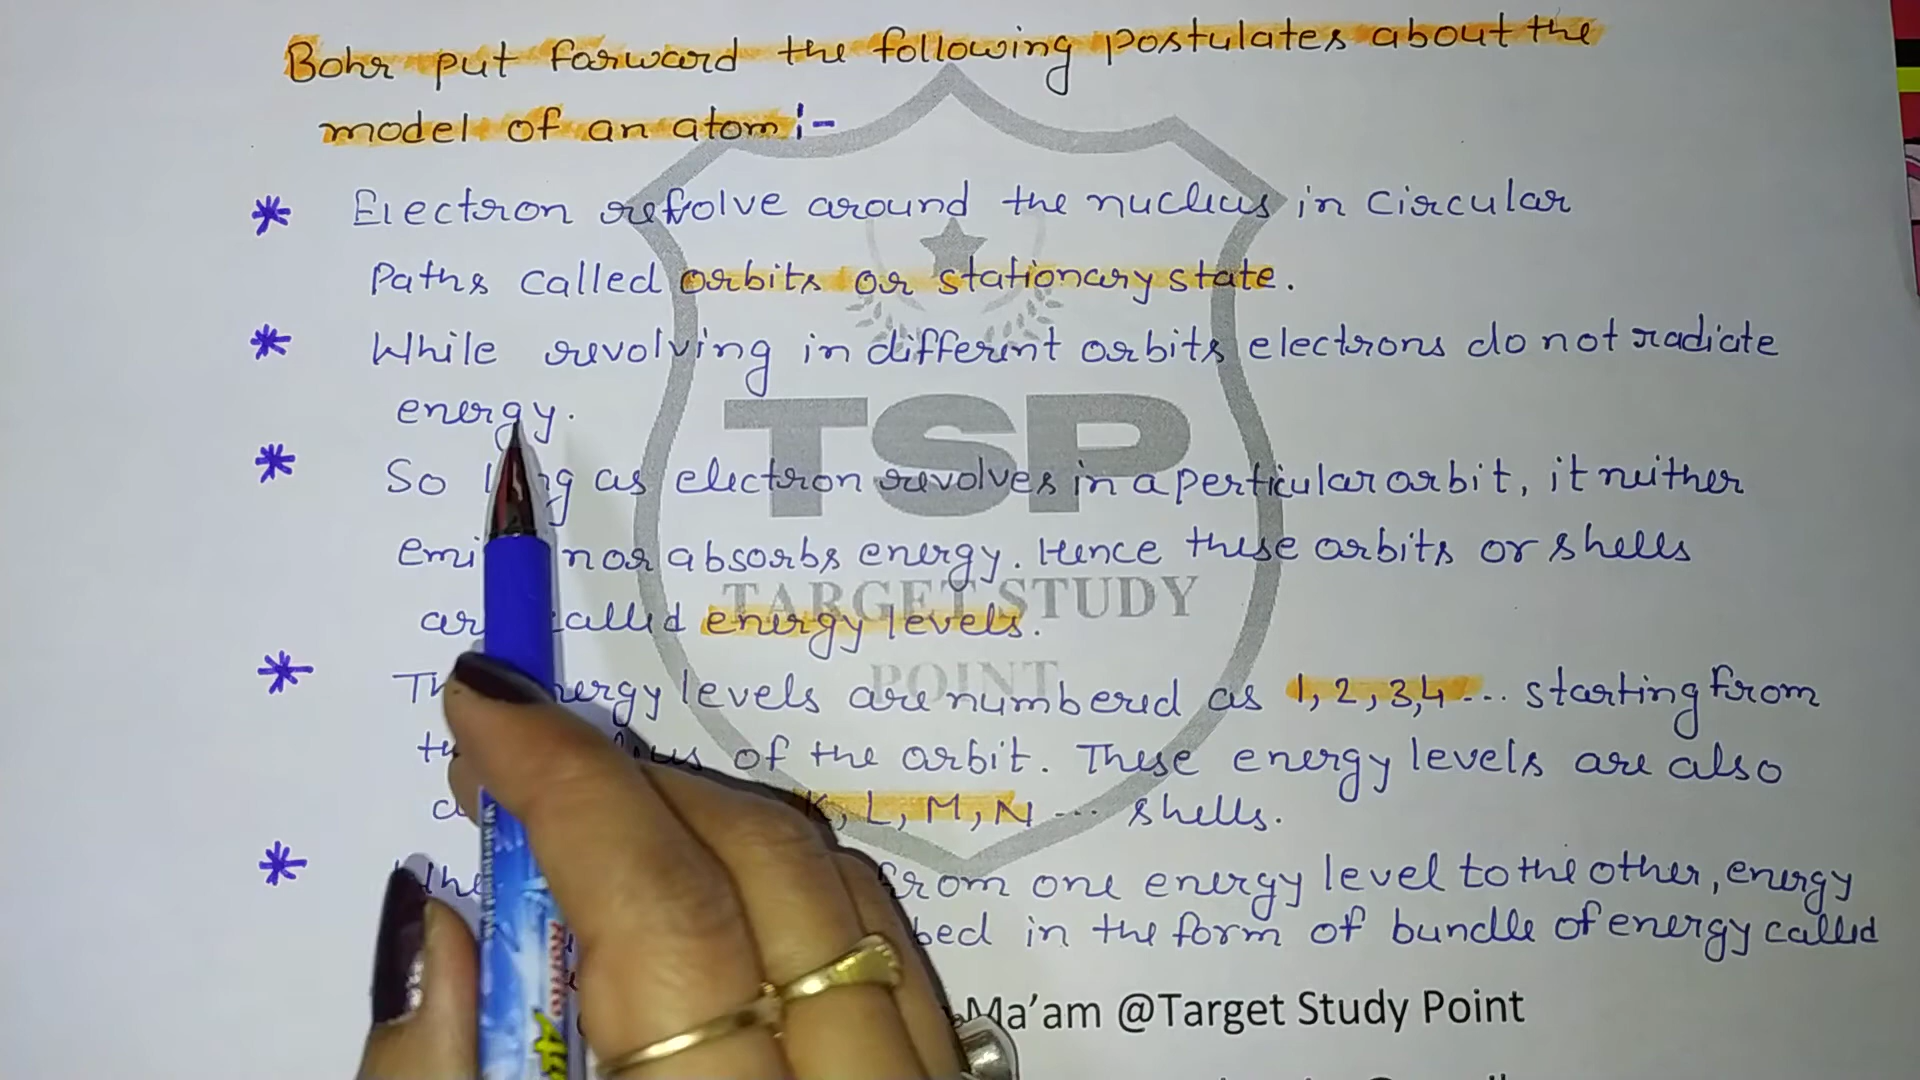 Bohr put forward the following postulates about the
model of an atom :-
* Electron refvolve around the nucleus in circular
Paths called orbits or stationary state.
* While revolving in different orbits electrons do not radiate
energy.
* So as electron revolves in a perticular orbit, it neither
nor absorbs energy. Hence these orbits or shells
called energy levels.
* levels are numbered as 1, 2, 3, 4 ... starting from
of the orbit. These energy levels are also
K, L, M, N ... shells.
* from one energy level to the other, energy
in the form of bundle of energy called
Ma'am @Target Study Point
TSP
TARGET STUDY
POINT